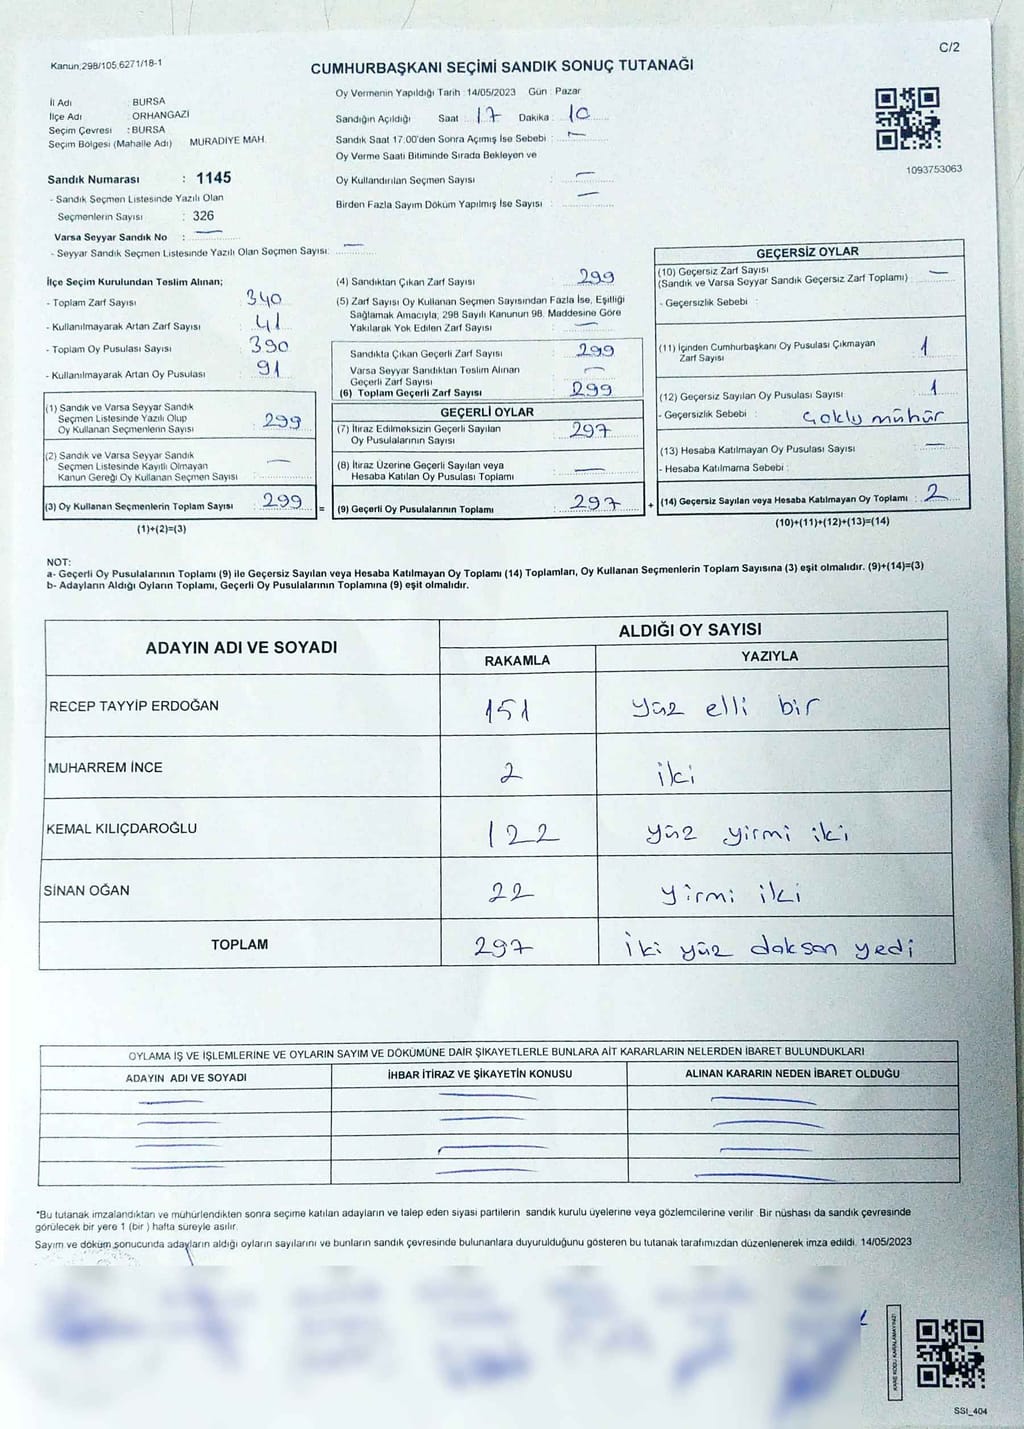 C/2
Kanun:298/105,6271/18-1
CUMHURBAŞKANI SEÇİMİ SANDIK SONUÇ TUTANAĞI
İl Adı BURSA
İlçe Adı : ORHANGAZİ
Seçim Çevresi : BURSA
Seçim Bölgesi (Mahalle Adı) MURADİYE MAH.
Sandık Numarası : 1145
- Sandık Seçmen Listesinde Yazılı Olan
Seçmenlerin Sayısı : 326
Varsa Seyyar Sandık No : —
- Seyyar Sandık Seçmen Listesinde Yazılı Olan Seçmen Sayısı: —
Oy Vermenin Yapıldığı Tarih :14/05/2023 Gün : Pazar
Sandığın Açıldığı Saat : 17 Dakika : 10
Sandık Saat 17.00'den Sonra Açımış İse Sebebi : —
Oy Verme Saati Bitiminde Sırada Bekleyen ve
Oy Kullandırılan Seçmen Sayısı : —
Birden Fazla Sayım Döküm Yapılmış İse Sayısı : —
1093753063
İlçe Seçim Kurulundan Teslim Alınan;
- Toplam Zarf Sayısı 340
- Kullanılmayarak Artan Zarf Sayısı 41
- Toplam Oy Pusulası Sayısı 390
- Kullanılmayarak Artan Oy Pusulası 91
(1) Sandık ve Varsa Seyyar Sandık
Seçmen Listesinde Yazılı Olup
Oy Kullanan Seçmenlerin Sayısı : 299
(2) Sandık ve Varsa Seyyar Sandık
Seçmen Listesinde Kayıtlı Olmayan
Kanun Gereği Oy Kullanan Seçmen Sayısı : —
(3) Oy Kullanan Seçmenlerin Toplam Sayısı : 299 =
(1)+(2)=(3)
(4) Sandıktan Çıkan Zarf Sayısı : 299
(5) Zarf Sayısı Oy Kullanan Seçmen Sayısından Fazla İse, Eşitliği
Sağlamak Amacıyla, 298 Sayılı Kanunun 98. Maddesine Göre
Yakılarak Yok Edilen Zarf Sayısı : —
Sandıkta Çıkan Geçerli Zarf Sayısı : 299
Varsa Seyyar Sandıktan Teslim Alınan
Geçerli Zarf Sayısı : —
(6) Toplam Geçerli Zarf Sayısı : 299
GEÇERLİ OYLAR
(7) İtiraz Edilmeksizin Geçerli Sayılan
Oy Pusulalarının Sayısı : 297
(8) İtiraz Üzerine Geçerli Sayılan veya
Hesaba Katılan Oy Pusulası Toplamı : —
(9) Geçerli Oy Pusulalarının Toplamı : 297 +
GEÇERSİZ OYLAR
(10) Geçersiz Zarf Sayısı
(Sandık ve Varsa Seyyar Sandık Geçersiz Zarf Toplamı) : —
- Geçersizlik Sebebi :
(11) İçinden Cumhurbaşkanı Oy Pusulası Çıkmayan
Zarf Sayısı : 1
(12) Geçersiz Sayılan Oy Pusulası Sayısı : 1
- Geçersizlik Sebebi : Çoklu mühür
(13) Hesaba Katılmayan Oy Pusulası Sayısı : —
- Hesaba Katılmama Sebebi :
(14) Geçersiz Sayılan veya Hesaba Katılmayan Oy Toplamı : 2
(10)+(11)+(12)+(13)=(14)
NOT:
a- Geçerli Oy Pusulalarının Toplamı (9) ile Geçersiz Sayılan veya Hesaba Katılmayan Oy Toplamı (14) Toplamları, Oy Kullanan Seçmenlerin Toplam Sayısına (3) eşit olmalıdır. (9)+(14)=(3)
b- Adayların Aldığı Oyların Toplamı, Geçerli Oy Pusulalarının Toplamına (9) eşit olmalıdır.
ADAYIN ADI VE SOYADI ALDIĞI OY SAYISI
RAKAMLA YAZIYLA
RECEP TAYYİP ERDOĞAN 151 yüz elli bir
MUHARREM İNCE 2 iki
KEMAL KILIÇDAROĞLU 122 yüz yirmi iki
SİNAN OĞAN 22 yirmi iki
TOPLAM 297 iki yüz doksan yedi
OYLAMA İŞ VE İŞLEMLERİNE VE OYLARIN SAYIM VE DÖKÜMÜNE DAİR ŞİKAYETLERLE BUNLARA AİT KARARLARIN NELERDEN İBARET BULUNDUKLARI
ADAYIN ADI VE SOYADI İHBAR İTİRAZ VE ŞİKAYETİN KONUSU ALINAN KARARIN NEDEN İBARET OLDUĞU
*Bu tutanak imzalandıktan ve mühürlendikten sonra seçime katılan adayların ve talep eden siyasi partilerin sandık kurulu üyelerine veya gözlemcilerine verilir. Bir nüshası da sandık çevresinde
görülecek bir yere 1 (bir ) hafta süreyle asılır.
Sayım ve döküm sonucunda adayların aldığı oyların sayılarını ve bunların sandık çevresinde bulunanlara duyurulduğunu gösteren bu tutanak tarafımızdan düzenlenerek imza edildi. 14/05/2023
KARE KODU KARALAMAYINIZ!
SSI_404